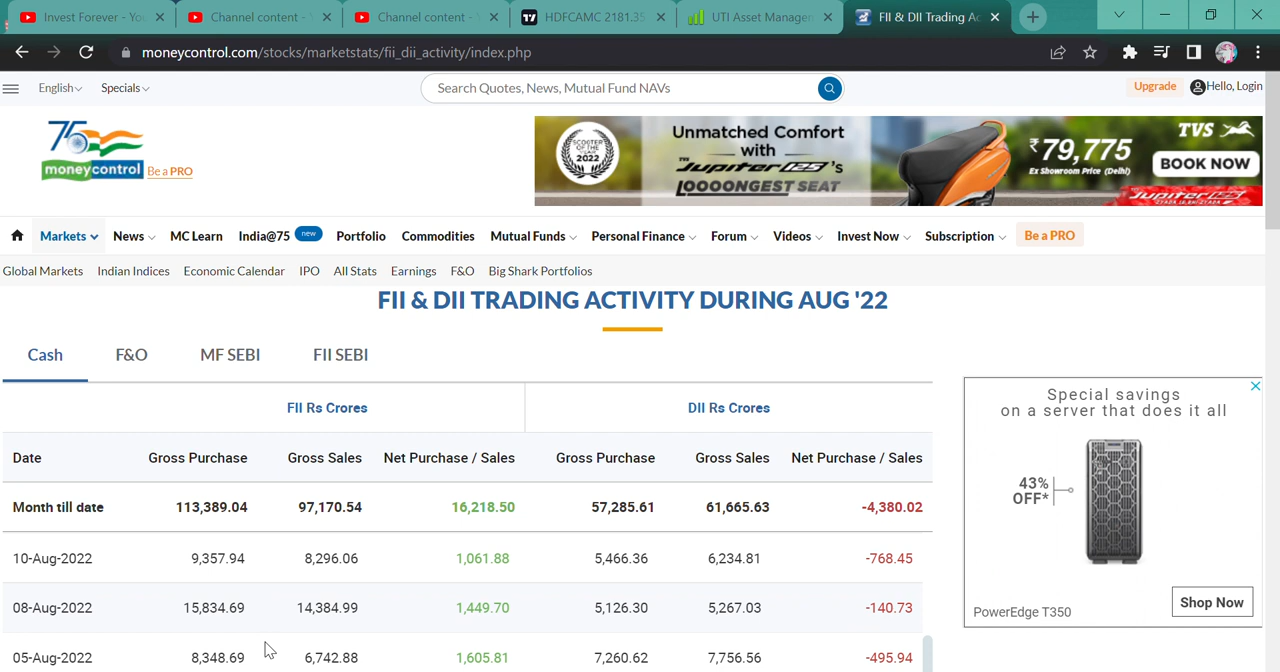 Invest Forever - Yo
Channel content -
Channel content -
HDFCAMC 2181.35
UTI Asset Manager
FII & DII Trading Ac
moneycontrol.com/stocks/marketstats/fii_dii_activity/index.php
English
Specials
Search Quotes, News, Mutual Fund NAVs
Upgrade
Hello, Login
75
moneycontrol
Be a PRO
SCOOTER OF THE YEAR 2022
Unmatched Comfort
with
Jupiter 125's
LOOOONGEST SEAT
₹79,775
Ex Showroom Price (Delhi)
TVS
BOOK NOW
Jupiter 125
Markets News MC Learn India@75 new Portfolio Commodities Mutual Funds Personal Finance Forum Videos Invest Now Subscription Be a PRO
Global Markets Indian Indices Economic Calendar IPO All Stats Earnings F&O Big Shark Portfolios
FII & DII TRADING ACTIVITY DURING AUG '22
Cash F&O MF SEBI FII SEBI
FII Rs Crores DII Rs Crores
Date Gross Purchase Gross Sales Net Purchase / Sales Gross Purchase Gross Sales Net Purchase / Sales
Month till date 113,389.04 97,170.54 16,218.50 57,285.61 61,665.63 -4,380.02
10-Aug-2022 9,357.94 8,296.06 1,061.88 5,466.36 6,234.81 -768.45
08-Aug-2022 15,834.69 14,384.99 1,449.70 5,126.30 5,267.03 -140.73
05-Aug-2022 8,348.69 6,742.88 1,605.81 7,260.62 7,756.56 -495.94
Special savings
on a server that does it all
43%
OFF*
PowerEdge T350
Shop Now